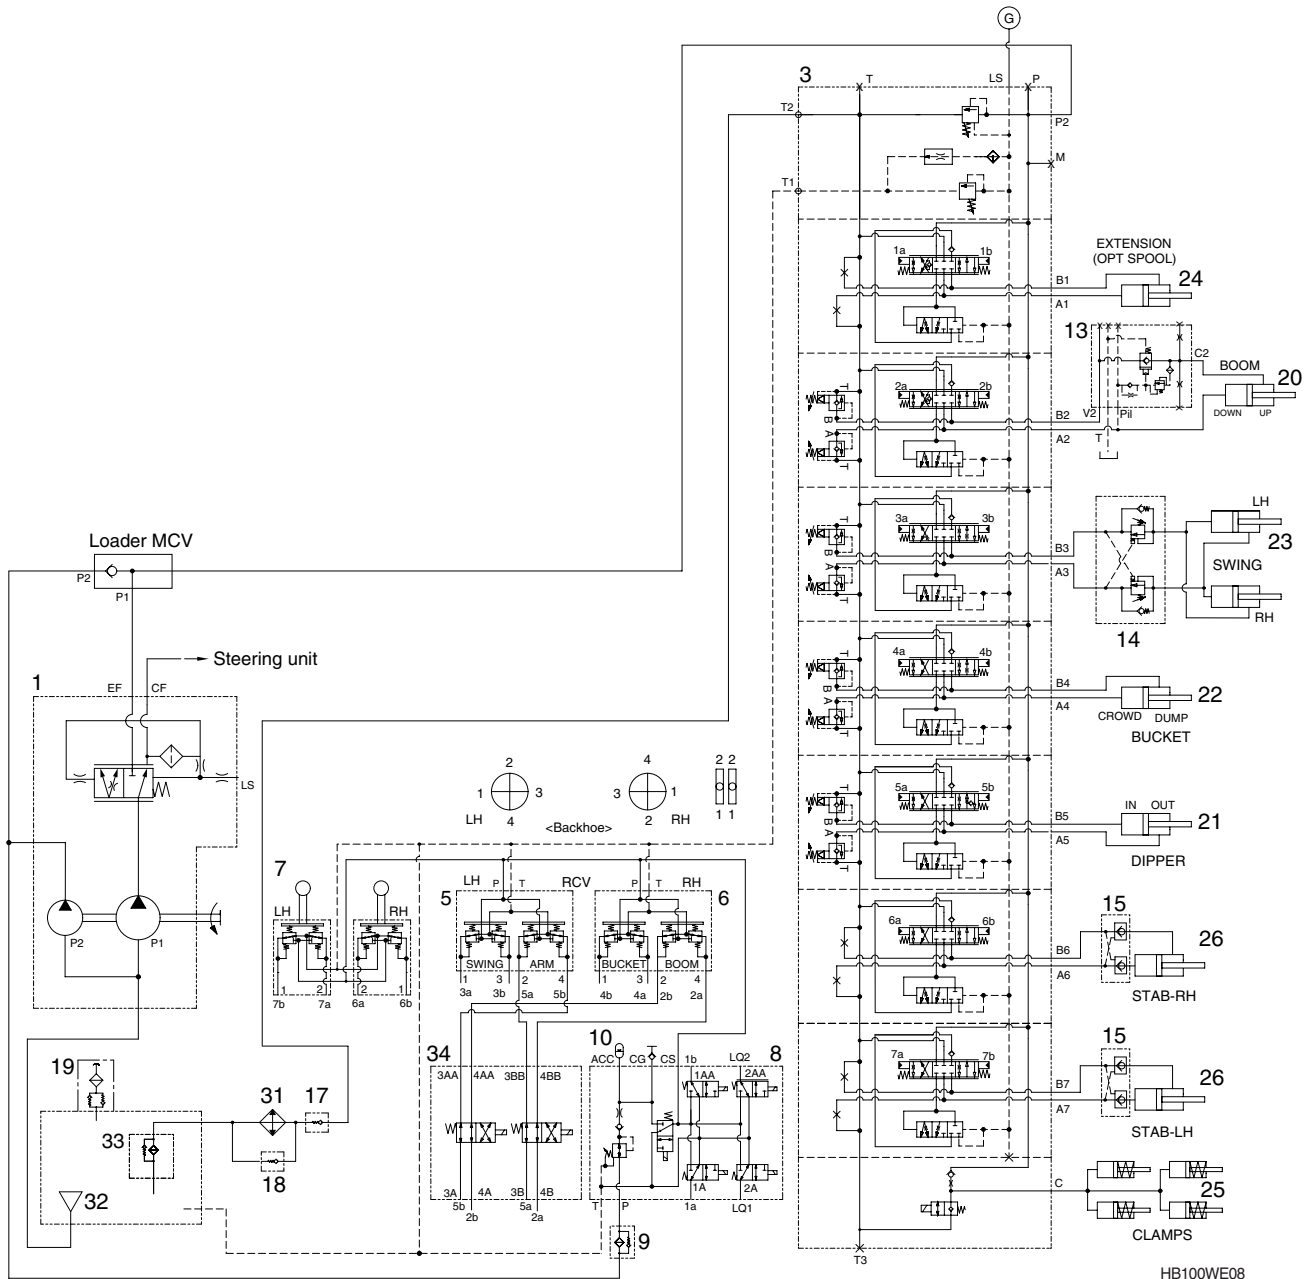 G
3
T
LS
P
T2
P2
M
T1
1a
1b
EXTENSION
(OPT SPOOL)
24
B1
A1
13
C2
BOOM
20
2a
2b
T
B
A
T
B2
A2
V2
Pil
T
DOWN
UP
3a
3b
T
B
A
T
B3
A3
LH
23
SWING
RH
14
Loader MCV
P2
P1
Steering unit
4a
4b
T
B
A
T
B4
A4
22
CROWD
DUMP
BUCKET
1
EF
CF
LS
P2
P1
2
1
3
4
LH
<Backhoe>
4
3
1
2
RH
2 2
1 1
5a
5b
T
B
A
T
B5
A5
IN
OUT
21
DIPPER
7
LH
RH
1
2
2
1
7b
7a
6a
6b
5
LH
P
T
RCV
P
T
RH
6
SWING
ARM
BUCKET
BOOM
1
3
2
4
1
3
2
4
3a
3b
5a
5b
4b
4a
2b
2a
6a
6b
B6
A6
15
26
STAB-RH
7a
7b
B7
A7
15
26
STAB-LH
34
3AA
4AA
3BB
4BB
3A
4A
3B
4B
5b
2b
5a
2a
10
ACC
CG
CS
1b
LQ2
8
1AA
2AA
1A
2A
T
P
1a
LQ1
9
19
31
17
33
18
32
C
25
CLAMPS
T3
HB100WE08